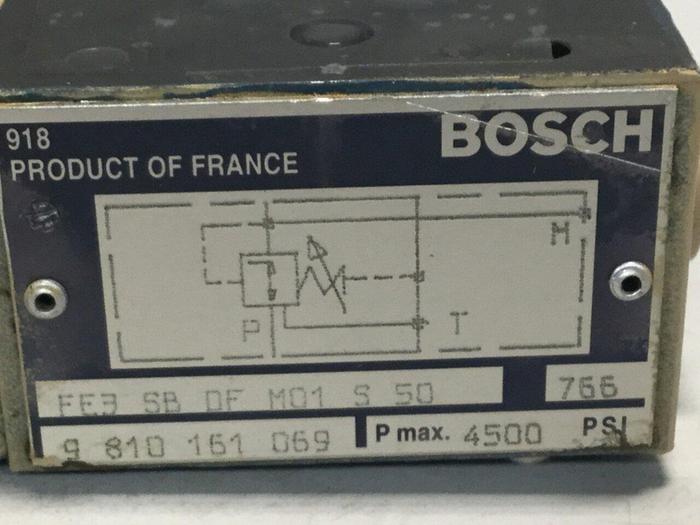 918
BOSCH
PRODUCT OF FRANCE
M
P
T
FE3 SB DF M01 S 50
766
9 810 161 069
P max. 4500 PSI